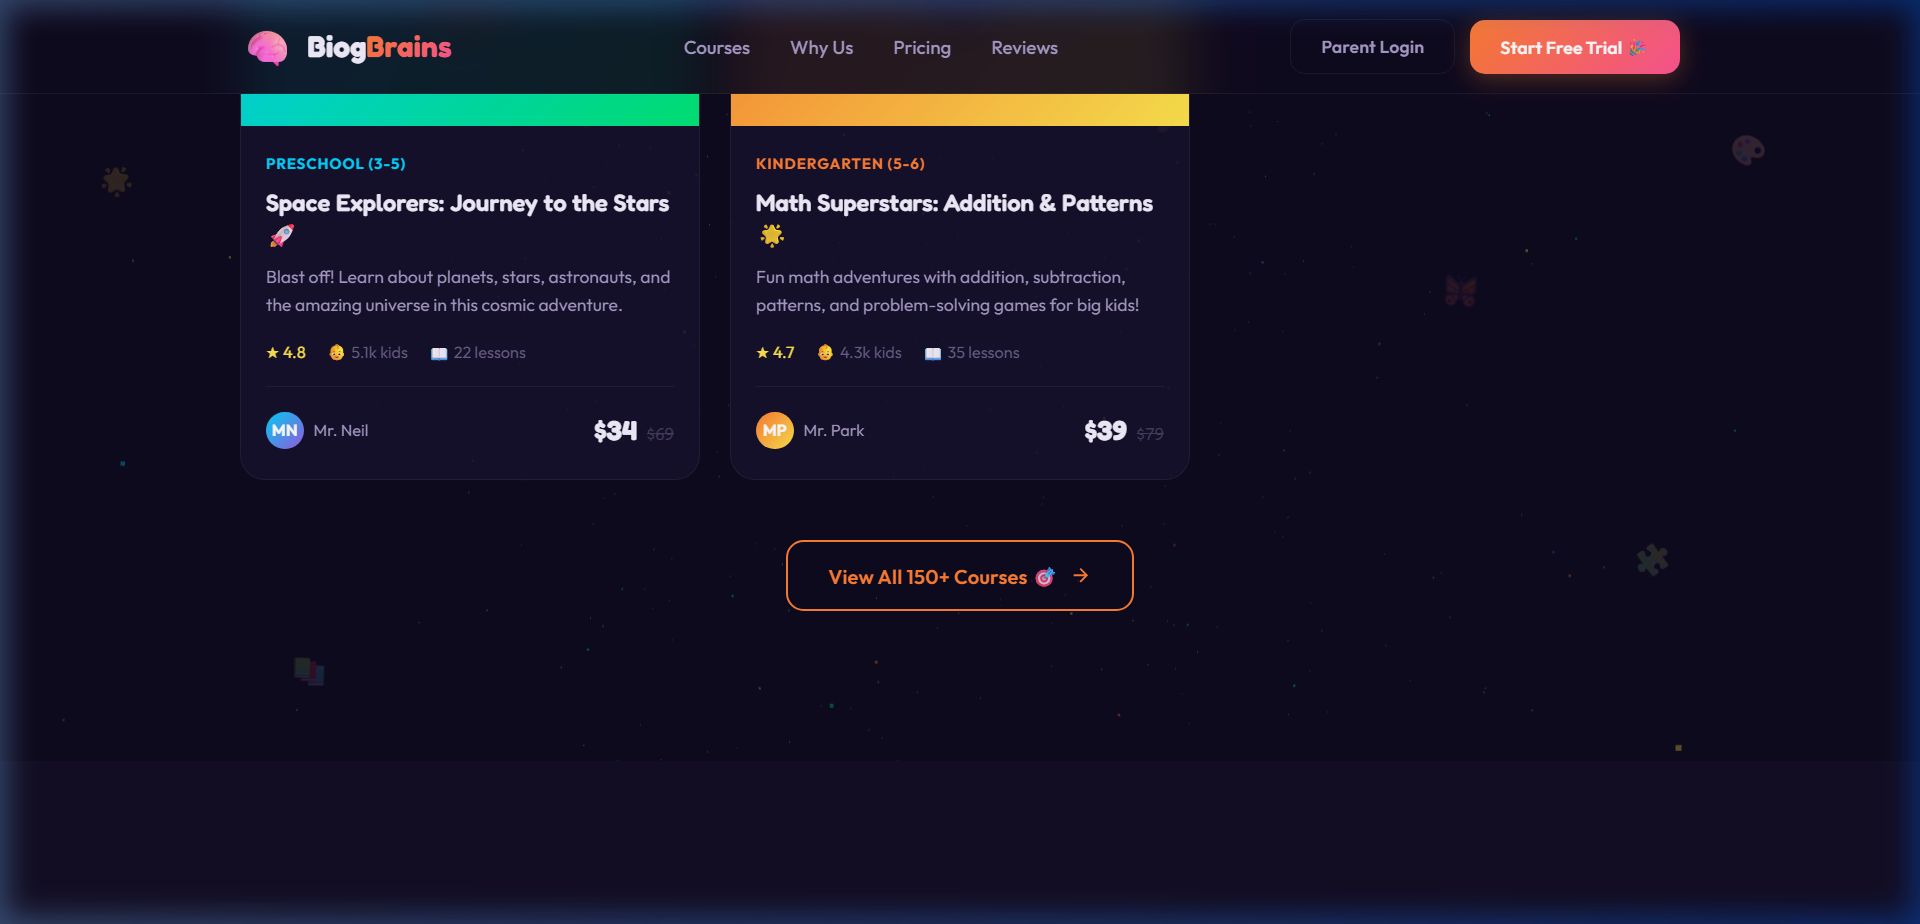 BiogBrains
Courses
Why Us
Pricing
Reviews
Parent Login
Start Free Trial 🎉
PRESCHOOL (3-5)
Space Explorers: Journey to the Stars
🚀
Blast off! Learn about planets, stars, astronauts, and
the amazing universe in this cosmic adventure.
★ 4.8 👶 5.1k kids 📖 22 lessons
MN Mr. Neil $34 $69
KINDERGARTEN (5-6)
Math Superstars: Addition & Patterns
🌟
Fun math adventures with addition, subtraction,
patterns, and problem-solving games for big kids!
★ 4.7 👶 4.3k kids 📖 35 lessons
MP Mr. Park $39 $79
View All 150+ Courses 🎯 →